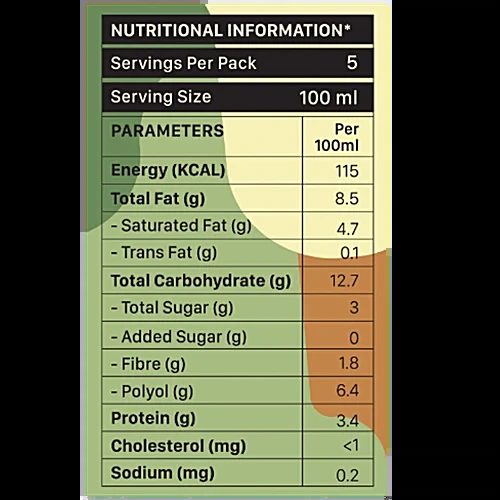 NUTRITIONAL INFORMATION*
Servings Per Pack 5
Serving Size 100 ml
PARAMETERS Per 100ml
Energy (KCAL) 115
Total Fat (g) 8.5
- Saturated Fat (g) 4.7
- Trans Fat (g) 0.1
Total Carbohydrate (g) 12.7
- Total Sugar (g) 3
- Added Sugar (g) 0
- Fibre (g) 1.8
- Polyol (g) 6.4
Protein (g) 3.4
Cholesterol (mg) <1
Sodium (mg) 0.2